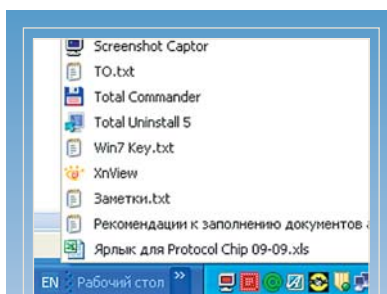 Screenshot Captor
TO.txt
Total Commander
Total Uninstall 5
Win7 Key.txt
XnView
Заметки.txt
Рекомендации к заполнению документов
Ярлык для Protocol Chip 09-09.xls
EN Рабочий стол »